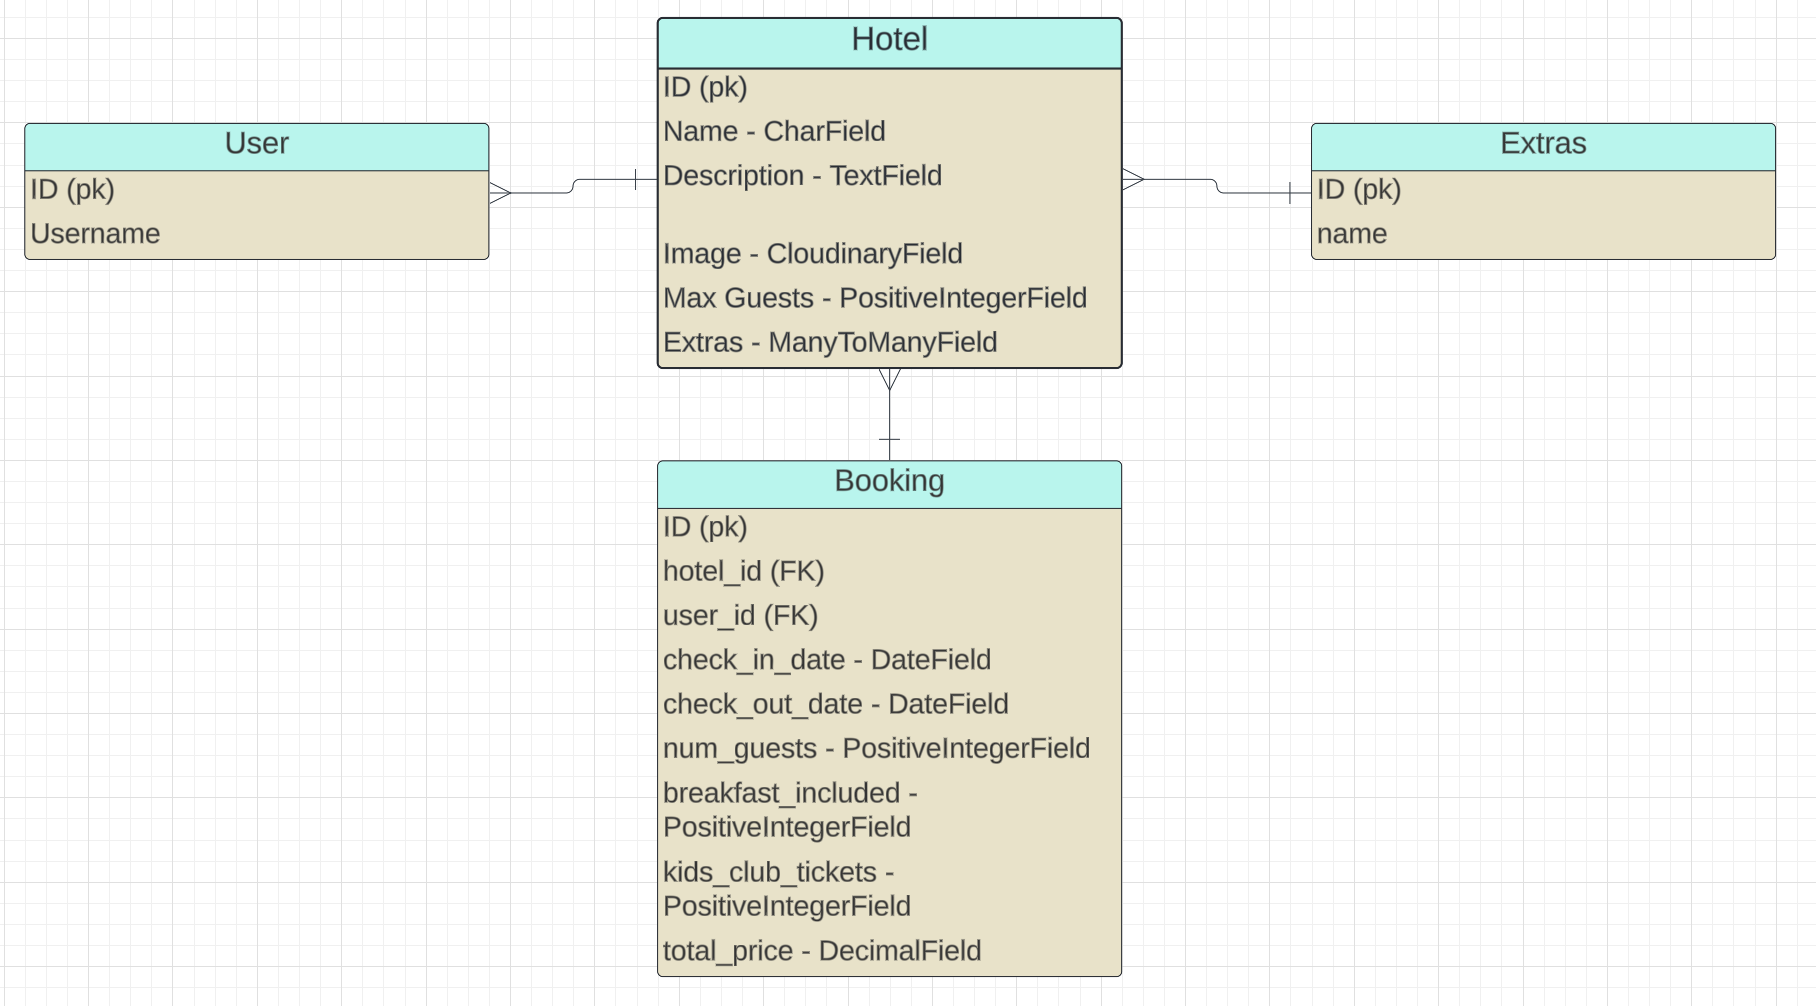 Hotel
ID (pk)
Name - CharField
Description - TextField
Image - CloudinaryField
Max Guests - PositiveIntegerField
Extras - ManyToManyField
User
ID (pk)
Username
Extras
ID (pk)
name
Booking
ID (pk)
hotel_id (FK)
user_id (FK)
check_in_date - DateField
check_out_date - DateField
num_guests - PositiveIntegerField
breakfast_included -
PositiveIntegerField
kids_club_tickets -
PositiveIntegerField
total_price - DecimalField